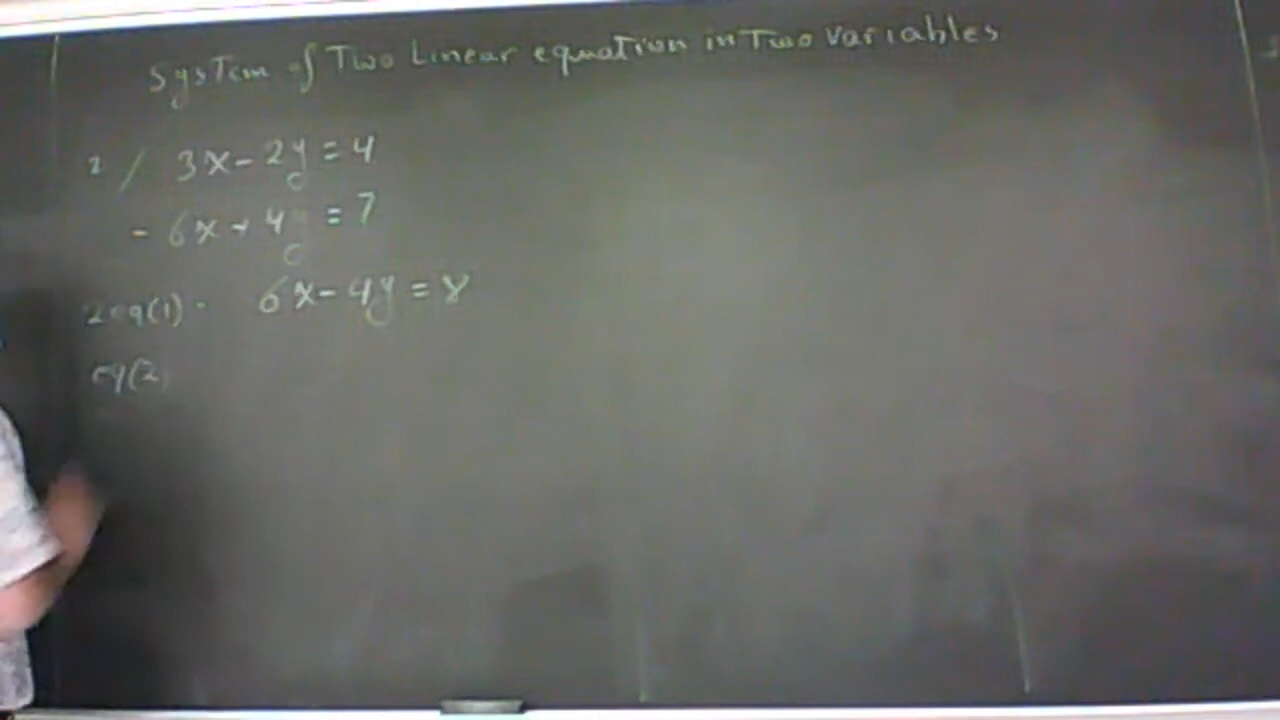 System of Two Linear equation in Two variables
2 / 3x - 2y = 4
- 6x + 4y = 7
2eq(1) - 6x - 4y = 8
eq(2